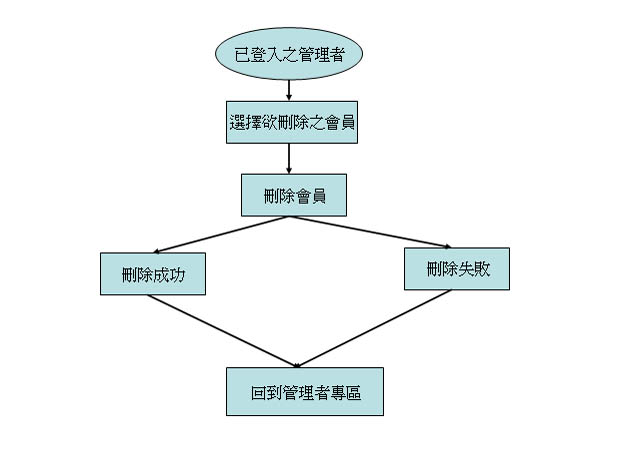 已登入之管理者
選擇欲刪除之會員
刪除會員
刪除成功
刪除失敗
回到管理者專區